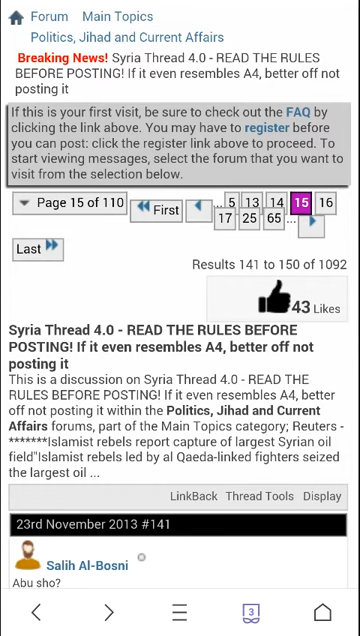 Forum Main Topics
Politics, Jihad and Current Affairs
Breaking News! Syria Thread 4.0 - READ THE RULES
BEFORE POSTING! If it even resembles A4, better off not
posting it
If this is your first visit, be sure to check out the FAQ by
clicking the link above. You may have to register before
you can post: click the register link above to proceed. To
start viewing messages, select the forum that you want to
visit from the selection below.
Page 15 of 110 First ... 5 13 14 15 16
17 25 65 ...
Last
Results 141 to 150 of 1092
43 Likes
Syria Thread 4.0 - READ THE RULES BEFORE
POSTING! If it even resembles A4, better off not
posting it
This is a discussion on Syria Thread 4.0 - READ THE
RULES BEFORE POSTING! If it even resembles A4, better
off not posting it within the Politics, Jihad and Current
Affairs forums, part of the Main Topics category; Reuters -
*******Islamist rebels report capture of largest Syrian oil
field"Islamist rebels led by al Qaeda-linked fighters seized
the largest oil ...
LinkBack Thread Tools Display
23rd November 2013 #141
Salih Al-Bosni
Abu sho?
3